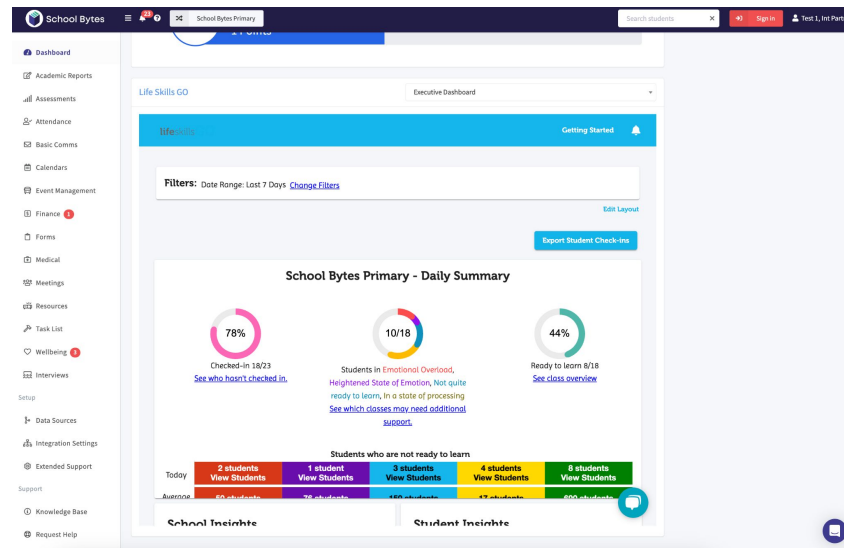 School Bytes
23
School Bytes Primary
Search students
Sign in
Test 1, Int Part
Dashboard
Academic Reports
Assessments
Attendance
Basic Comms
Calendars
Event Management
Finance 1
Forms
Medical
Meetings
Resources
Task List
Wellbeing 3
Interviews
Setup
Data Sources
Integration Settings
Extended Support
Support
Knowledge Base
Request Help
1 Points
Life Skills GO
Executive Dashboard
lifeskills
Getting Started
Filters: Date Range: Last 7 Days Change Filters
Edit Layout
Export Student Check-ins
School Bytes Primary - Daily Summary
78%
Checked-in 18/23
See who hasn't checked in.
10/18
Students in Emotional Overload,
Heightened State of Emotion, Not quite
ready to learn, In a state of processing
See which classes may need additional
support.
44%
Ready to learn 8/18
See class overview
Students who are not ready to learn
Today
2 students
View Students
1 student
View Students
3 students
View Students
4 students
View Students
8 students
View Students
Average
School Insights
Student Insights